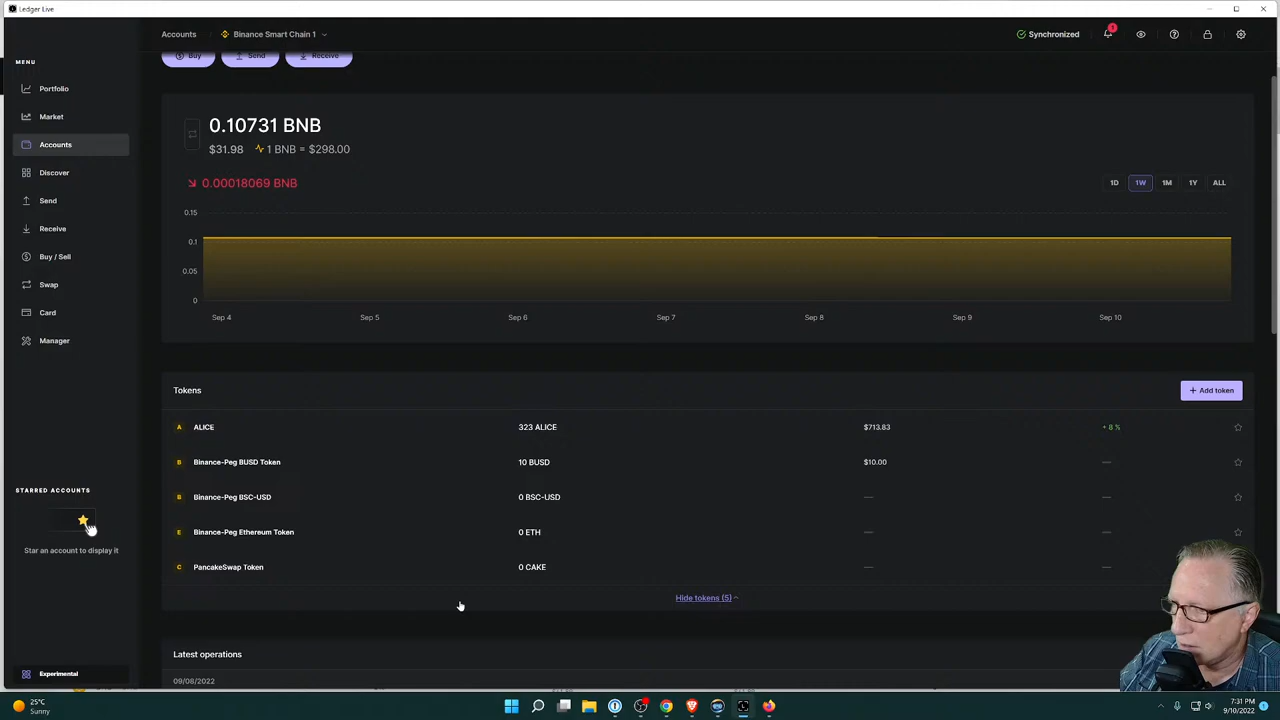 Ledger Live
Accounts
Binance Smart Chain 1
Synchronized
1
MENU
Portfolio
Market
Accounts
Discover
Send
Receive
Buy / Sell
Swap
Card
Manager
STARRED ACCOUNTS
Star an account to display it
Experimental
Buy
Send
Receive
0.10731 BNB
$31.98
1 BNB = $298.00
0.00018069 BNB
1D 1W 1M 1Y ALL
0.15
0.1
0.05
0
Sep 4 Sep 5 Sep 6 Sep 7 Sep 8 Sep 9 Sep 10
Tokens
+ Add token
A ALICE 323 ALICE $713.83 + 8 %
B Binance-Peg BUSD Token 10 BUSD $10.00 —
B Binance-Peg BSC-USD 0 BSC-USD — —
E Binance-Peg Ethereum Token 0 ETH — —
C PancakeSwap Token 0 CAKE — —
Hide tokens (5)
Latest operations
09/08/2022
25°C
Sunny
7:31 PM
9/10/2022